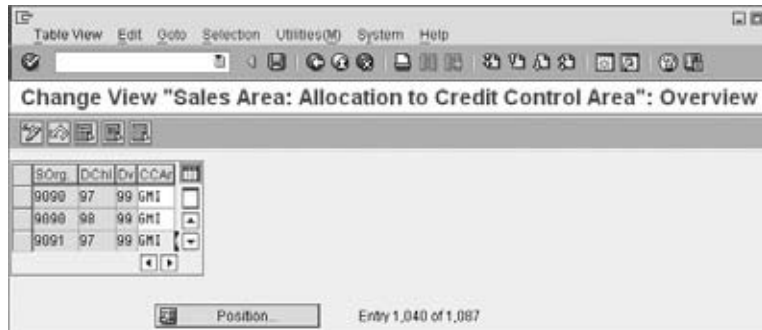 Table View Edit Goto Selection Utilities(M) System Help
Change View "Sales Area: Allocation to Credit Control Area": Overview
SOrg. DChl Dv CCAr
9090 97 99 GMI
9090 98 99 GMI
9091 97 99 GMI
Position... Entry 1,040 of 1,087